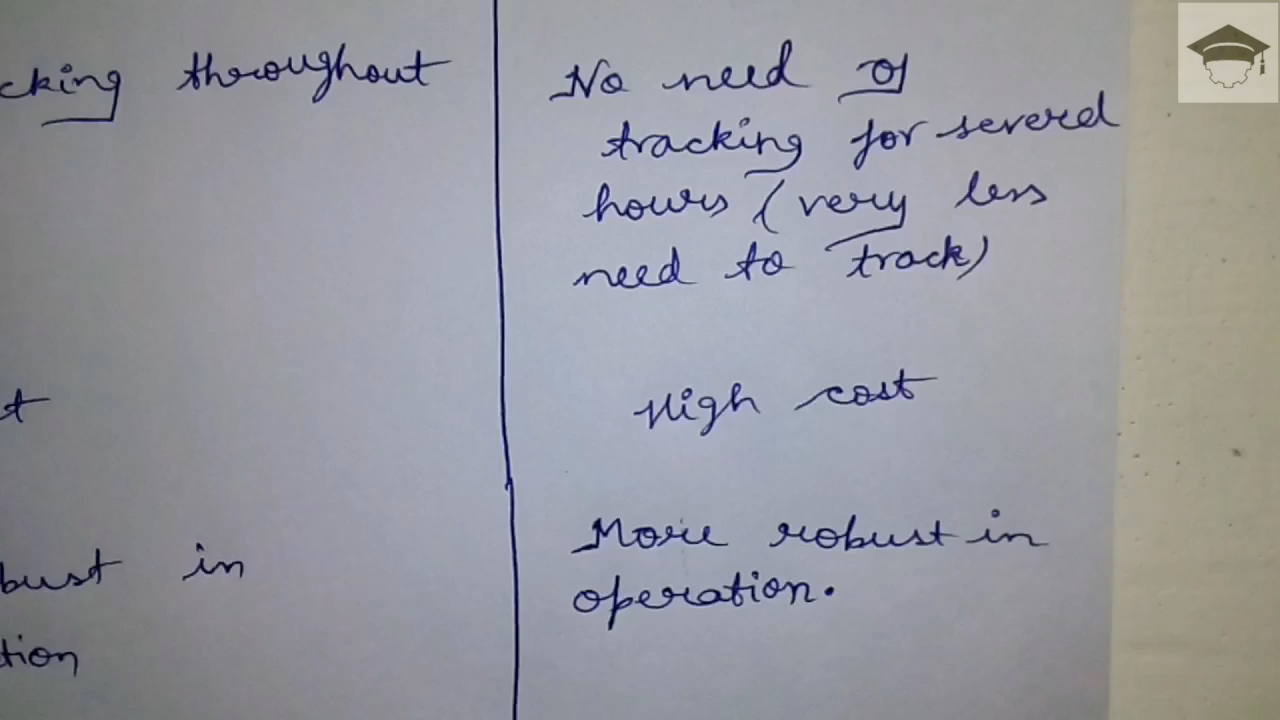 cking throughout
t
bust in
tion
No need of
tracking for several
hours (very less
need to track)
High cost
More robust in
operation.